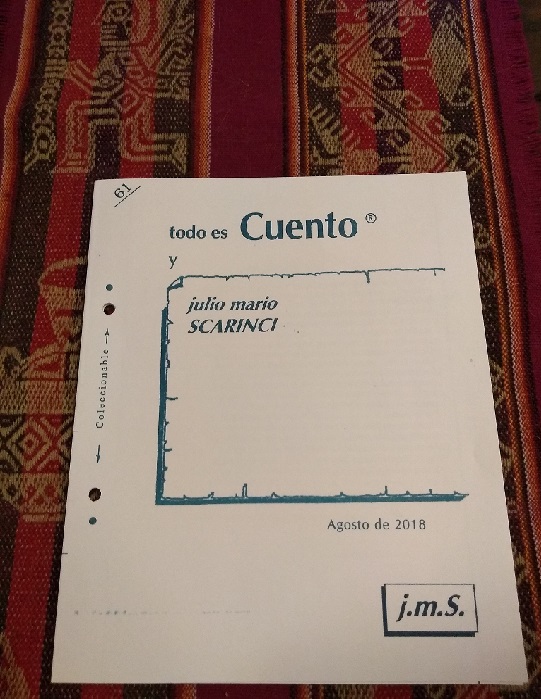 61
todo es Cuento ®
y
julio mario
SCARINCI
← Coleccionable →
Agosto de 2018
j.m.S.